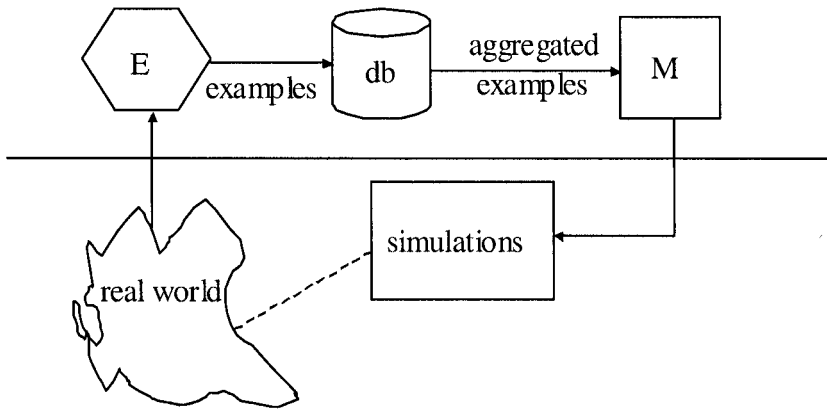 E
examples
db
aggregated
examples
M
simulations
real world